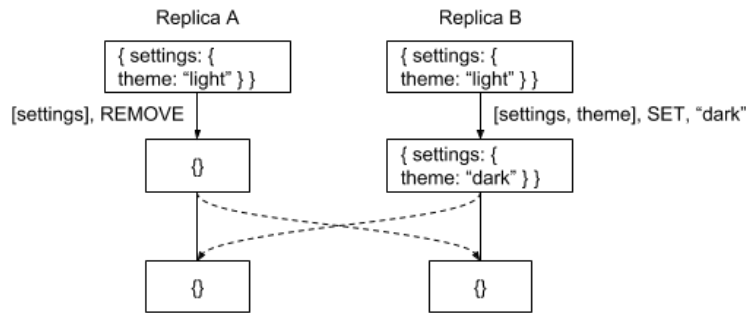 Replica A
Replica B
{ settings: {
theme: “light” } }
{ settings: {
theme: “light” } }
[settings], REMOVE
[settings, theme], SET, “dark”
{}
{ settings: {
theme: “dark” } }
{}
{}